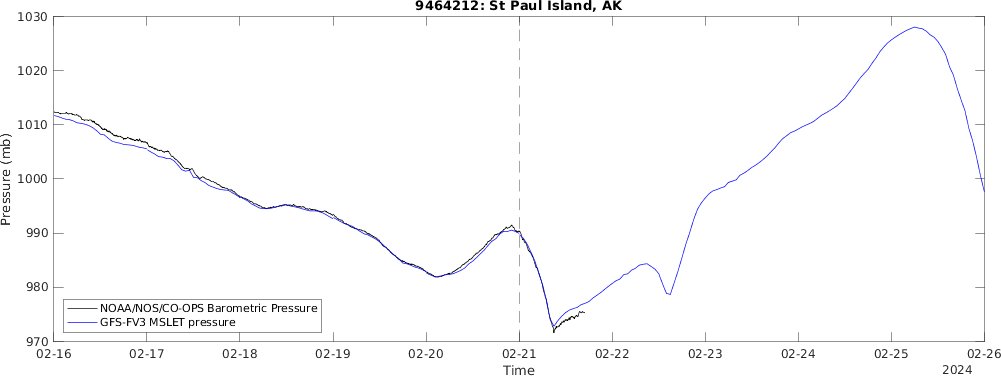 9464212: St Paul Island, AK
Pressure (mb)
1030
1020
1010
1000
990
980
970
NOAA/NOS/CO-OPS Barometric Pressure
GFS-FV3 MSLET pressure
02-16 02-17 02-18 02-19 02-20 02-21 02-22 02-23 02-24 02-25 02-26
Time
2024